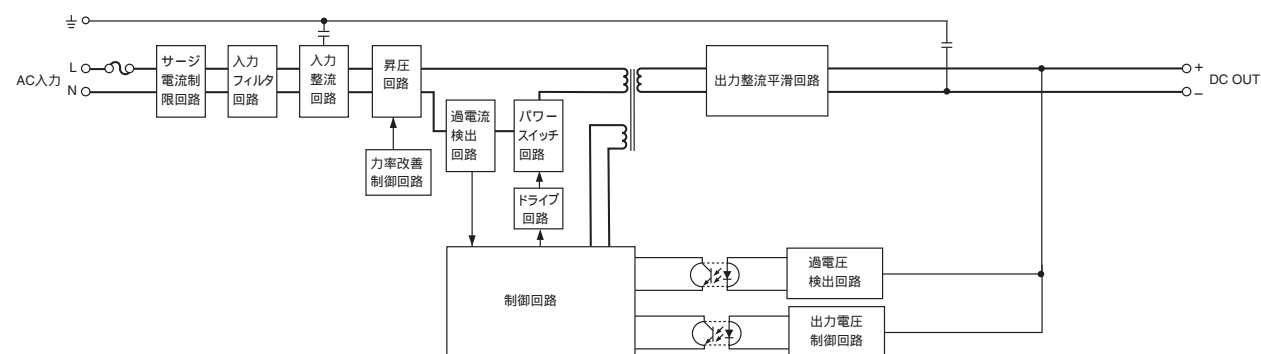 AC入力
L
N
サージ
電流制
限回路
入力
フィルタ
回路
入力
整流
回路
昇圧
回路
力率改善
制御回路
過電流
検出
回路
パワー
スイッチ
回路
ドライブ
回路
出力整流平滑回路
+
−
DC OUT
制御回路
過電圧
検出回路
出力電圧
制御回路